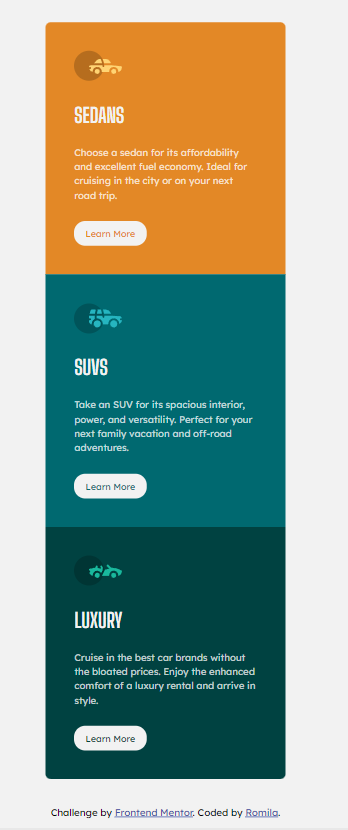 SEDANS
Choose a sedan for its affordability
and excellent fuel economy. Ideal for
cruising in the city or on your next
road trip.
Learn More
SUVS
Take an SUV for its spacious interior,
power, and versatility. Perfect for your
next family vacation and off-road
adventures.
Learn More
LUXURY
Cruise in the best car brands without
the bloated prices. Enjoy the enhanced
comfort of a luxury rental and arrive in
style.
Learn More
Challenge by Frontend Mentor. Coded by Romila.